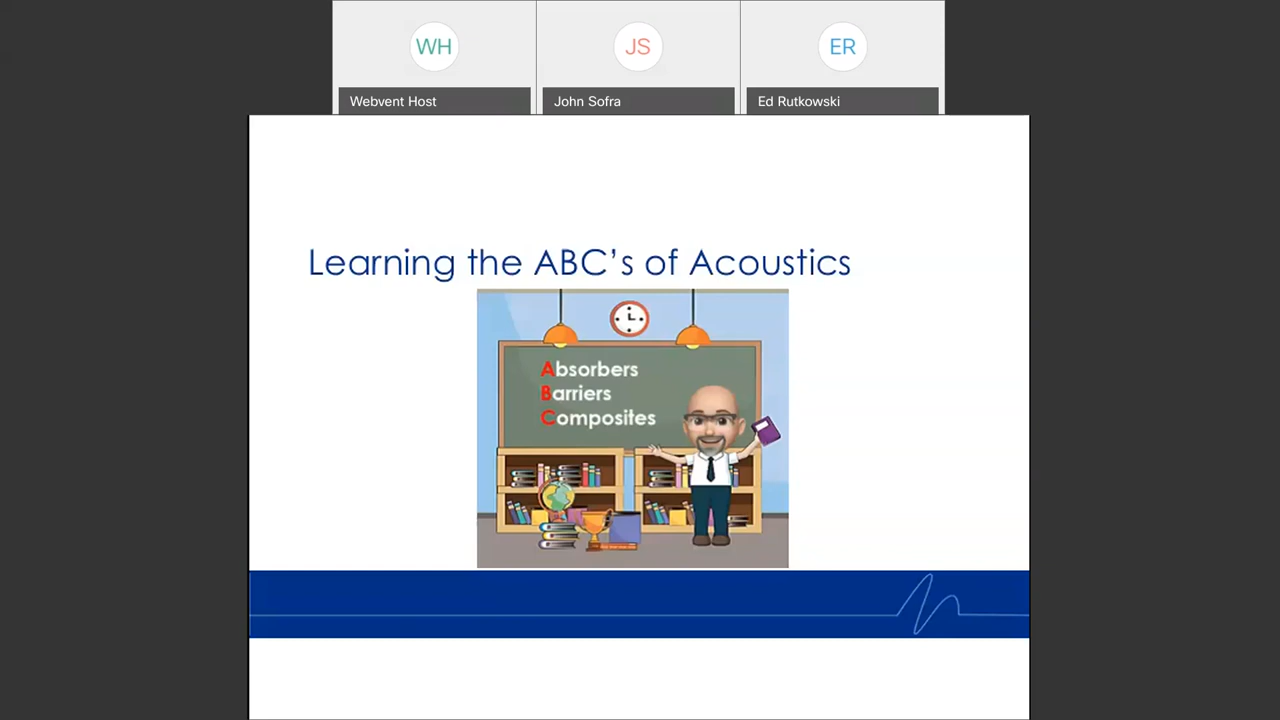 WH
JS
ER
Webvent Host
John Sofra
Ed Rutkowski
Learning the ABC’s of Acoustics
Absorbers
Barriers
Composites